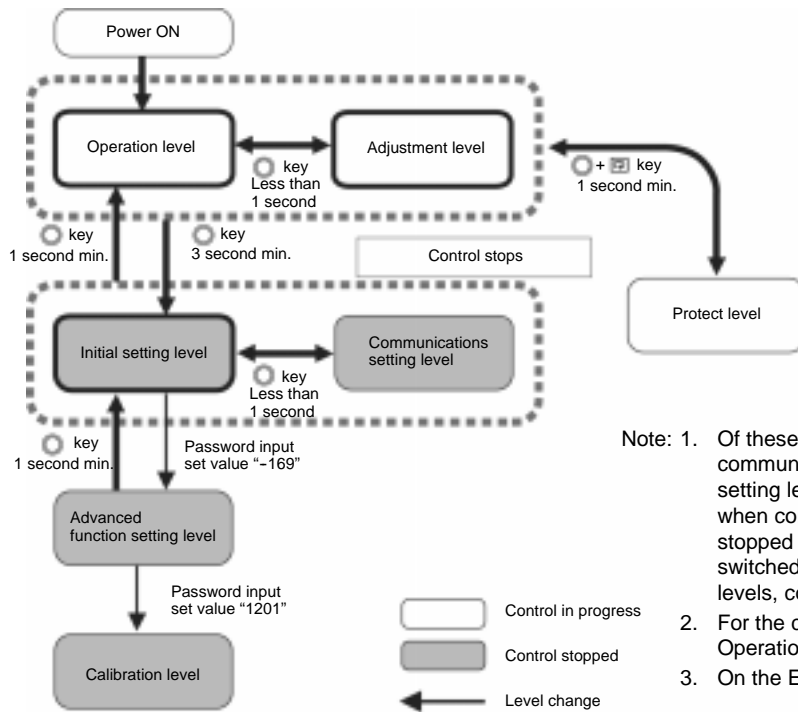 Power ON
Operation level
Adjustment level
key
Less than
1 second
+ key
1 second min.
key
1 second min.
key
3 second min.
Control stops
Protect level
Initial setting level
Communications
setting level
key
Less than
1 second
key
1 second min.
Password input
set value "-169"
Advanced
function setting level
Password input
set value "1201"
Calibration level
Control in progress
Control stopped
Level change
Note: 1. Of these
commun
setting le
when co
stopped
switched
levels, c
2. For the o
Operatio
3. On the E